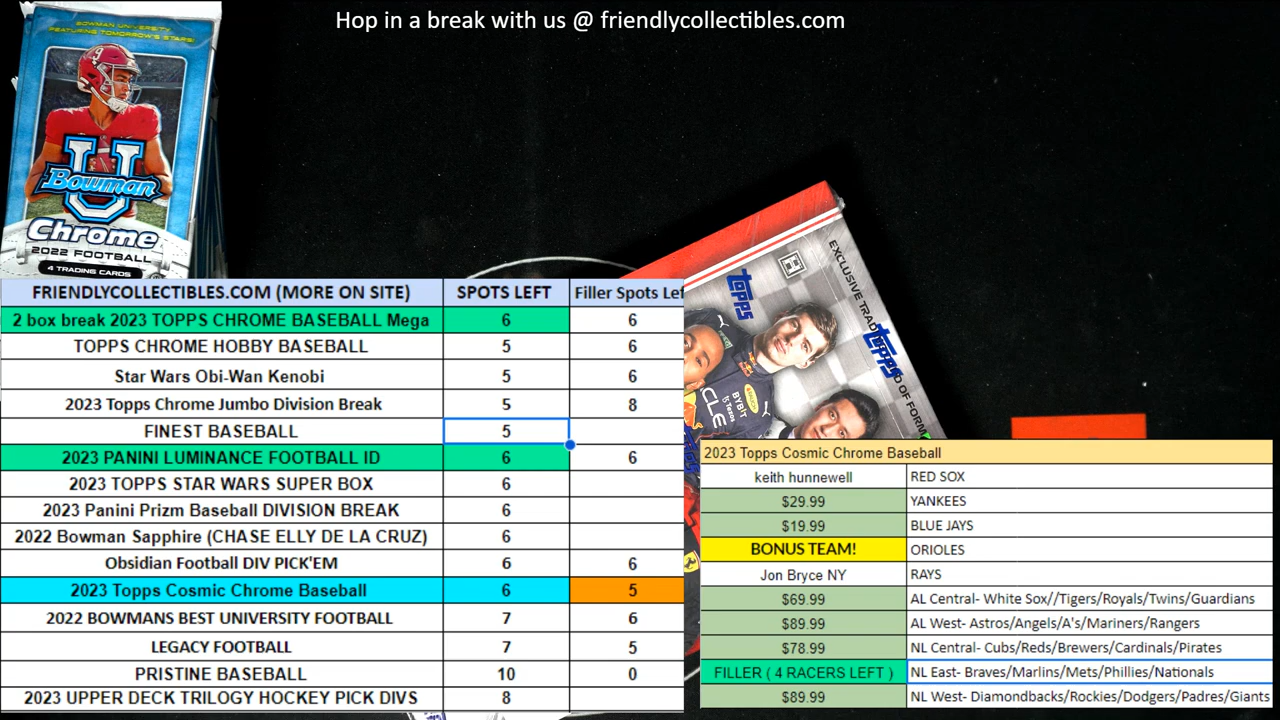 Hop in a break with us @ friendlycollectibles.com
BOWMAN UNIVERSITY
FEATURING TOMORROW'S STARS!
U
Bowman
Chrome
2022 FOOTBALL
4 TRADING CARDS
EXCLUSIVE TRAD
D OF FORM
topps
topps
BYBIT
CLE
FRIENDLYCOLLECTIBLES.COM (MORE ON SITE) SPOTS LEFT Filler Spots Lef
2 box break 2023 TOPPS CHROME BASEBALL Mega 6 6
TOPPS CHROME HOBBY BASEBALL 5 6
Star Wars Obi-Wan Kenobi 5 6
2023 Topps Chrome Jumbo Division Break 5 8
FINEST BASEBALL 5
2023 PANINI LUMINANCE FOOTBALL ID 6 6
2023 TOPPS STAR WARS SUPER BOX 6
2023 Panini Prizm Baseball DIVISION BREAK 6
2022 Bowman Sapphire (CHASE ELLY DE LA CRUZ) 6
Obsidian Football DIV PICK'EM 6 6
2023 Topps Cosmic Chrome Baseball 6 5
2022 BOWMANS BEST UNIVERSITY FOOTBALL 7 6
LEGACY FOOTBALL 7 5
PRISTINE BASEBALL 10 0
2023 UPPER DECK TRILOGY HOCKEY PICK DIVS 8
2023 Topps Cosmic Chrome Baseball
keith hunnewell RED SOX
$29.99 YANKEES
$19.99 BLUE JAYS
BONUS TEAM! ORIOLES
Jon Bryce NY RAYS
$69.99 AL Central- White Sox//Tigers/Royals/Twins/Guardians
$89.99 AL West- Astros/Angels/A's/Mariners/Rangers
$78.99 NL Central- Cubs/Reds/Brewers/Cardinals/Pirates
FILLER ( 4 RACERS LEFT ) NL East- Braves/Marlins/Mets/Phillies/Nationals
$89.99 NL West- Diamondbacks/Rockies/Dodgers/Padres/Giants